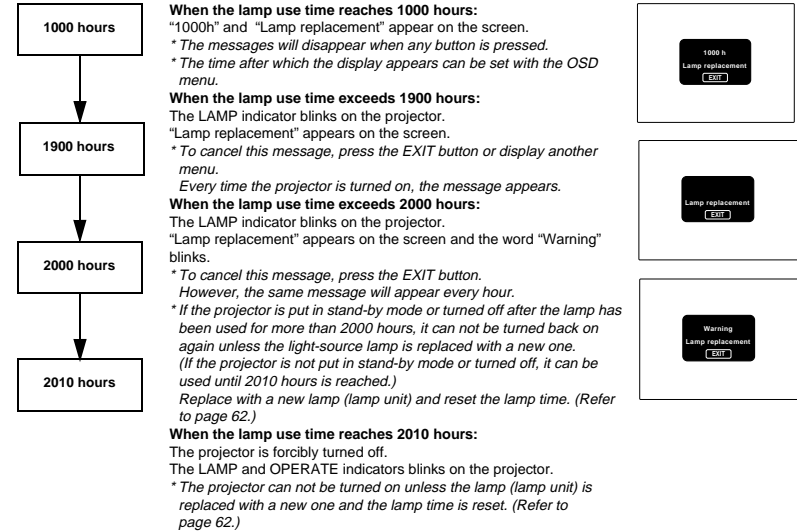 1000 hours
1900 hours
2000 hours
2010 hours
When the lamp use time reaches 1000 hours:
“1000h” and “Lamp replacement” appear on the screen.
* The messages will disappear when any button is pressed.
* The time after which the display appears can be set with the OSD
menu.
When the lamp use time exceeds 1900 hours:
The LAMP indicator blinks on the projector.
“Lamp replacement” appears on the screen.
* To cancel this message, press the EXIT button or display another
menu.
Every time the projector is turned on, the message appears.
When the lamp use time exceeds 2000 hours:
The LAMP indicator blinks on the projector.
“Lamp replacement” appears on the screen and the word “Warning”
blinks.
* To cancel this message, press the EXIT button.
However, the same message will appear every hour.
* If the projector is put in stand-by mode or turned off after the lamp has
been used for more than 2000 hours, it can not be turned back on
again unless the light-source lamp is replaced with a new one.
(If the projector is not put in stand-by mode or turned off, it can be
used until 2010 hours is reached.)
Replace with a new lamp (lamp unit) and reset the lamp time. (Refer
to page 62.)
When the lamp use time reaches 2010 hours:
The projector is forcibly turned off.
The LAMP and OPERATE indicators blinks on the projector.
* The projector can not be turned on unless the lamp (lamp unit) is
replaced with a new one and the lamp time is reset. (Refer to
page 62.)
1000 h
Lamp replacement
EXIT
Lamp replacement
EXIT
Warning
Lamp replacement
EXIT